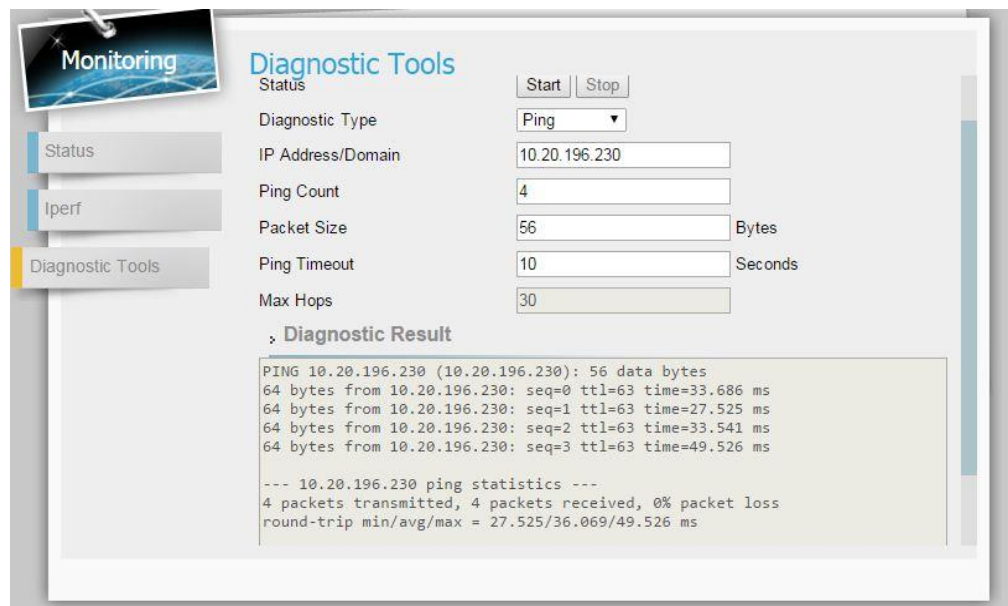 Monitoring
Diagnostic Tools
Status Start Stop
Diagnostic Type Ping
Status
IP Address/Domain 10.20.196.230
Ping Count 4
Iperf
Packet Size 56 Bytes
Diagnostic Tools
Ping Timeout 10 Seconds
Max Hops 30
Diagnostic Result
PING 10.20.196.230 (10.20.196.230): 56 data bytes
64 bytes from 10.20.196.230: seq=0 ttl=63 time=33.686 ms
64 bytes from 10.20.196.230: seq=1 ttl=63 time=27.525 ms
64 bytes from 10.20.196.230: seq=2 ttl=63 time=33.541 ms
64 bytes from 10.20.196.230: seq=3 ttl=63 time=49.526 ms
--- 10.20.196.230 ping statistics ---
4 packets transmitted, 4 packets received, 0% packet loss
round-trip min/avg/max = 27.525/36.069/49.526 ms